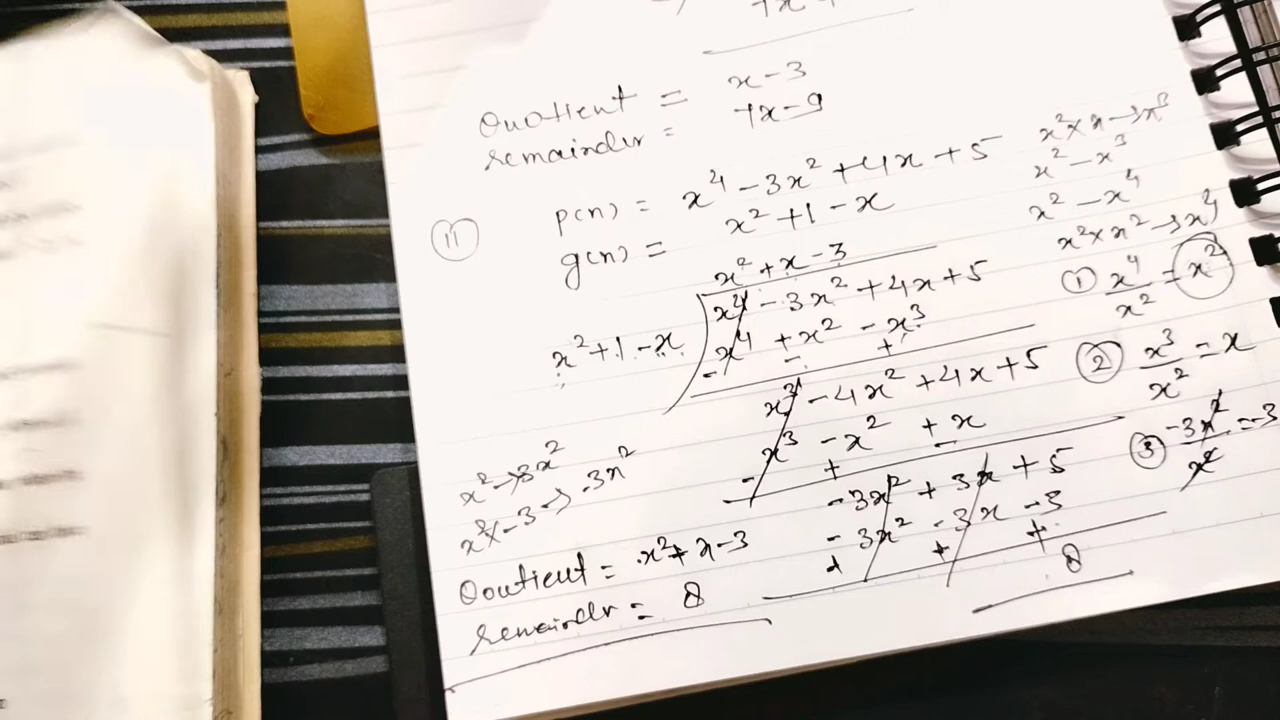 Quotient = x - 3
remainder = 7x - 9
(ii) p(n) = x⁴ - 3x² + 4x + 5
g(n) = x² + 1 - x
x² + x - 3
x² + 1 - x ) x⁴ - 3x² + 4x + 5
x⁴ + x² - x³
- - +
x³ - 4x² + 4x + 5
x³ - x² + x
- + -
- 3x² + 3x + 5
- 3x² - 3x - 3
+ + +
8
x² → 3x²
x² x - 3 → -3x²
Qoutient = x² + x - 3
remainder = 8
x² × x → x³
x² - x³
x² - x⁴
x² × x² → x⁴
① x⁴/x² = x²
② x³/x² = x
③ -3x²/x² = -3